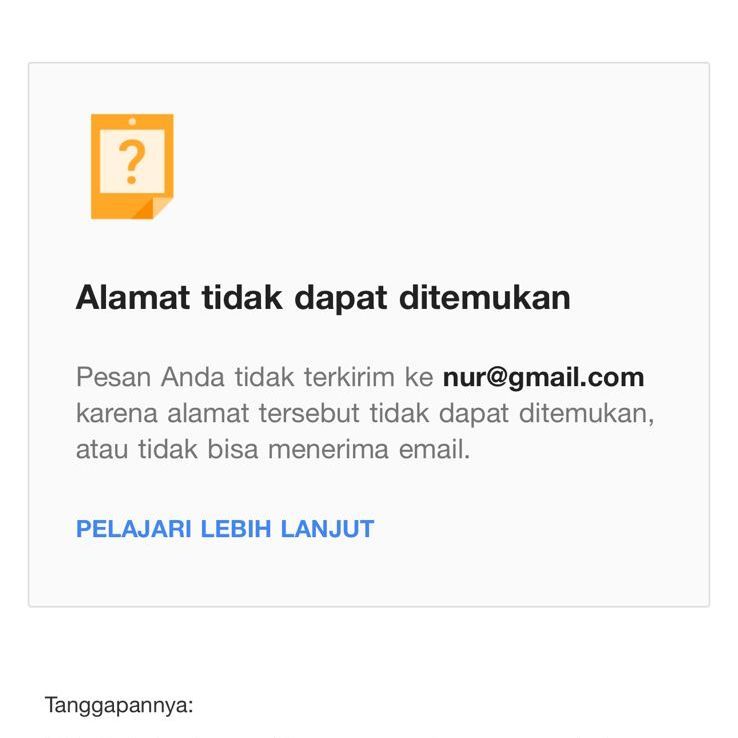 ?
Alamat tidak dapat ditemukan
Pesan Anda tidak terkirim ke nur@gmail.com
karena alamat tersebut tidak dapat ditemukan,
atau tidak bisa menerima email.
PELAJARI LEBIH LANJUT
Tanggapannya: